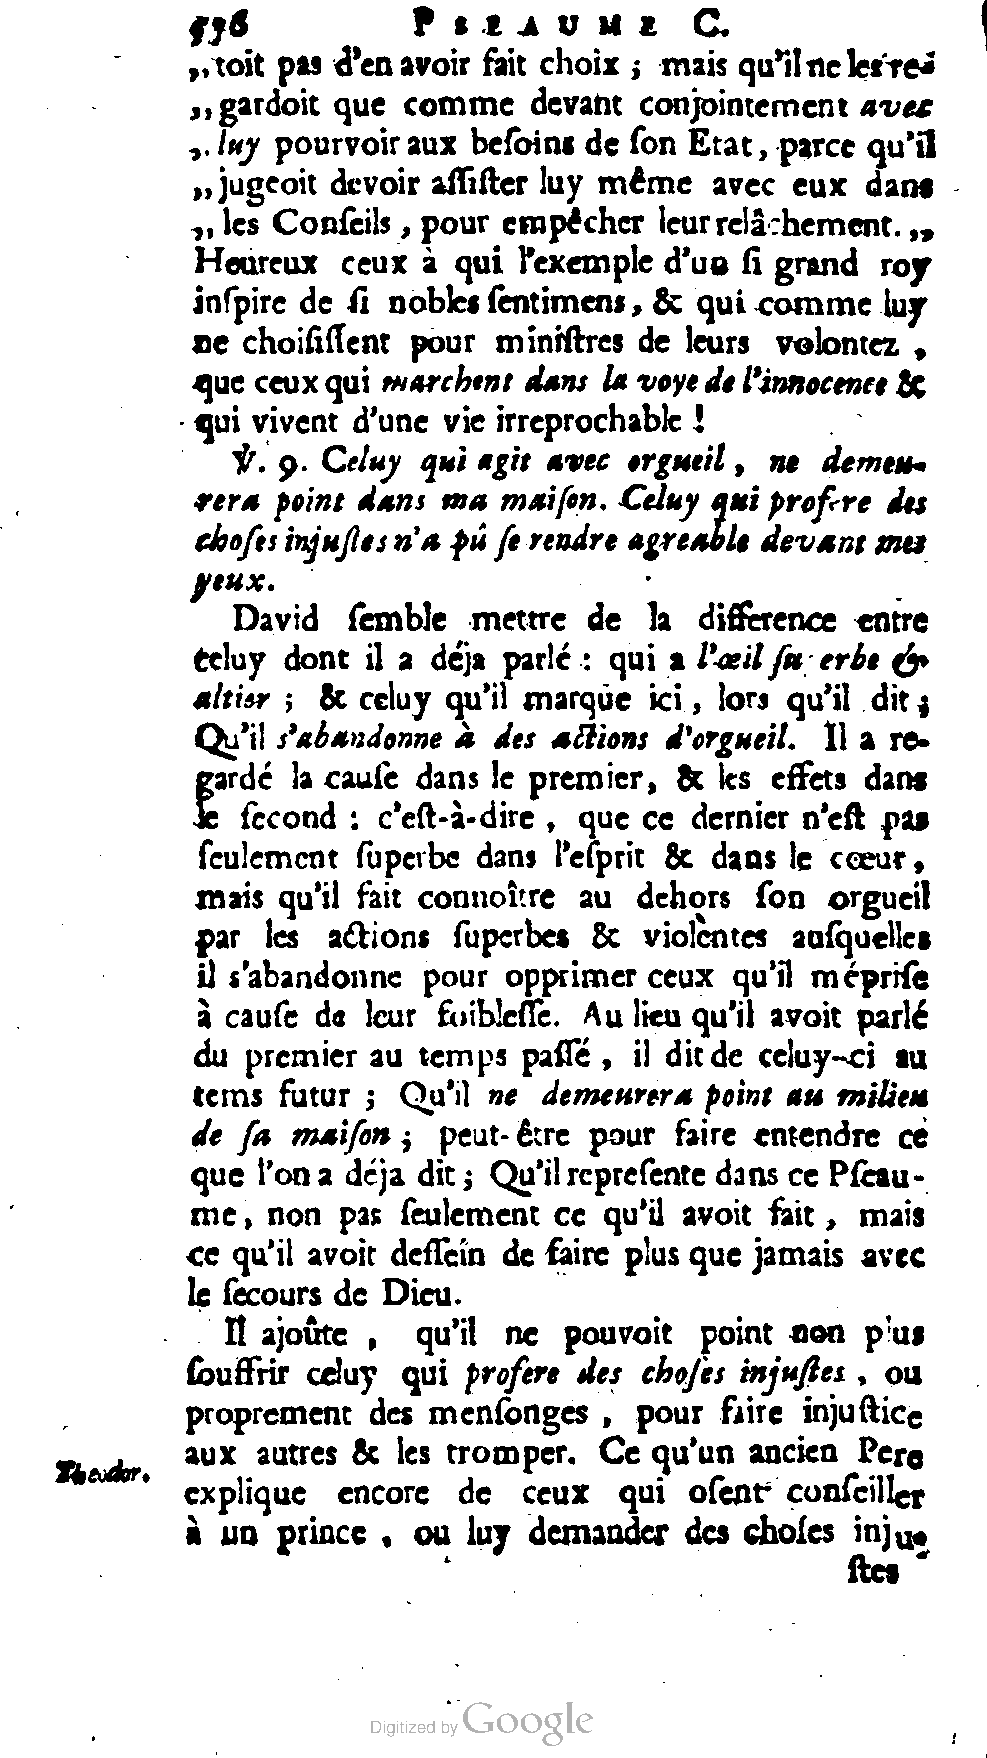 536 PSEAUME C.
„toit pas d'en avoir fait choix ; mais qu'il ne les re-
„gardoit que comme devant conjointement avec
„luy pourvoir aux beſoins de ſon Etat, parce qu'il
„jugeoit devoir aſſiſter luy même avec eux dans
„les Conſeils, pour empêcher leur relâchement.„
Heureux ceux à qui l'exemple d'un ſi grand roy
inſpire de ſi nobles ſentimens, & qui comme luy
ne choiſiſſent pour miniſtres de leurs volontez,
que ceux qui marchent dans la voye de l'innocence &
qui vivent d'une vie irreprochable !
℣. 9. Celuy qui agit avec orgueil, ne demeu-
rera point dans ma maiſon. Celuy qui profere des
choſes injuſtes n'a pû ſe rendre agreable devant mes
yeux.
David ſemble mettre de la difference entre
celuy dont il a déja parlé : qui a l'œil ſuperbe &
altier ; & celuy qu'il marque ici, lors qu'il dit ;
Qu'il s'abandonne à des actions d'orgueil. Il a re-
gardé la cauſe dans le premier, & les effets dans
le ſecond : c'eſt-à-dire, que ce dernier n'eſt pas
ſeulement ſuperbe dans l'eſprit & dans le cœur,
mais qu'il fait connoître au dehors ſon orgueil
par les actions ſuperbes & violentes auſquelles
il s'abandonne pour opprimer ceux qu'il mépriſe
à cauſe de leur foibleſſe. Au lieu qu'il avoit parlé
du premier au temps paſſé, il dit de celuy-ci au
tems futur ; Qu'il ne demeurera point au milieu
de ſa maiſon ; peut-être pour faire entendre ce
que l'on a déja dit ; Qu'il repreſente dans ce Pſeau-
me, non pas ſeulement ce qu'il avoit fait, mais
ce qu'il avoit deſſein de faire plus que jamais avec
le ſecours de Dieu.
Il ajoûte, qu'il ne pouvoit point non plus
ſouffrir celuy qui profere des choſes injuſtes, ou
proprement des menſonges, pour faire injuſtice
aux autres & les tromper. Ce qu'un ancien Pere
Theodor.
explique encore de ceux qui oſent conſeiller
à un prince, ou luy demander des choſes inju-
ſtes
Digitized by Google